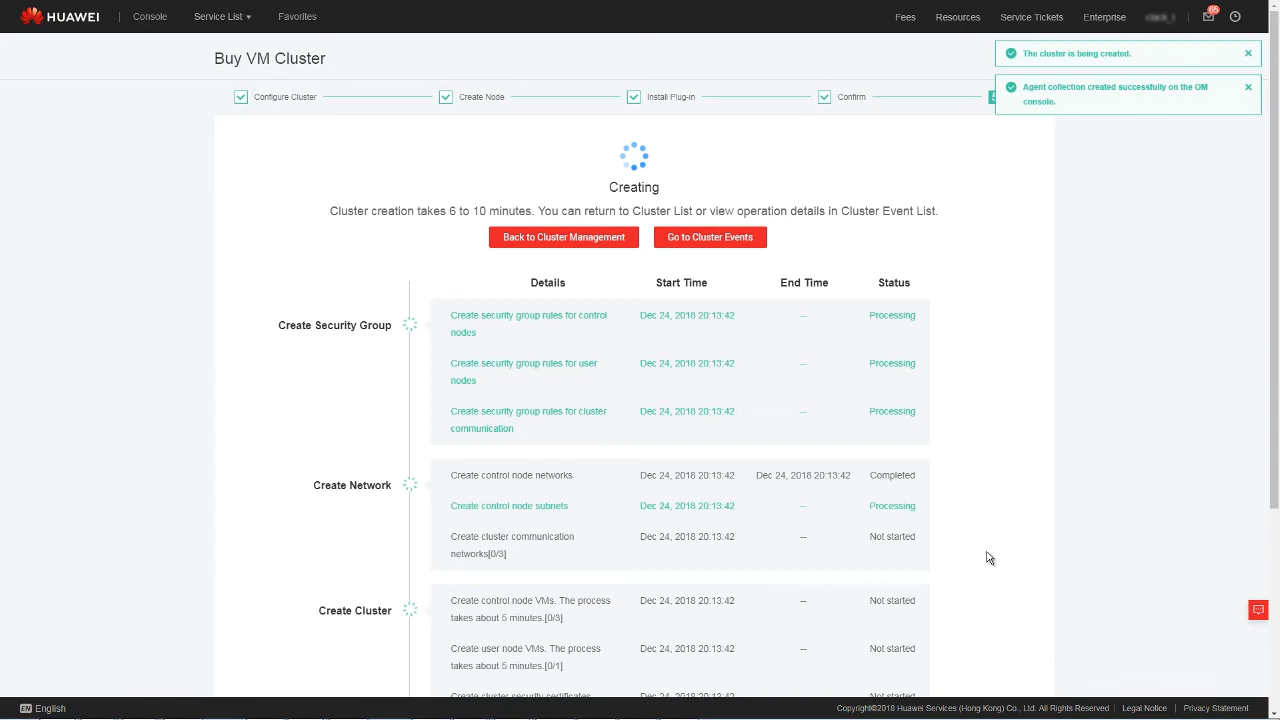 HUAWEI Console Service List Favorites Fees Resources Service Tickets Enterprise 65
Buy VM Cluster
The cluster is being created.
Agent collection created successfully on the OM
console.
Configure Cluster Create Node Install Plug-in Confirm
Creating
Cluster creation takes 6 to 10 minutes. You can return to Cluster List or view operation details in Cluster Event List.
Back to Cluster Management Go to Cluster Events
Details Start Time End Time Status
Create Security Group
Create security group rules for control
nodes
Dec 24, 2018 20:13:42 -- Processing
Create security group rules for user
nodes
Dec 24, 2018 20:13:42 -- Processing
Create security group rules for cluster
communication
Dec 24, 2018 20:13:42 -- Processing
Create Network
Create control node networks Dec 24, 2018 20:13:42 Dec 24, 2018 20:13:42 Completed
Create control node subnets Dec 24, 2018 20:13:42 -- Processing
Create cluster communication
networks[0/3]
Dec 24, 2018 20:13:42 -- Not started
Create Cluster
Create control node VMs. The process
takes about 5 minutes.[0/3]
Dec 24, 2018 20:13:42 -- Not started
Create user node VMs. The process
takes about 5 minutes.[0/1]
Dec 24, 2018 20:13:42 -- Not started
Create cluster security certificates Dec 24, 2018 20:13:42 -- Not started
EN English Copyright©2018 Huawei Services (Hong Kong) Co., Ltd. All Rights Reserved Legal Notice Privacy Statement